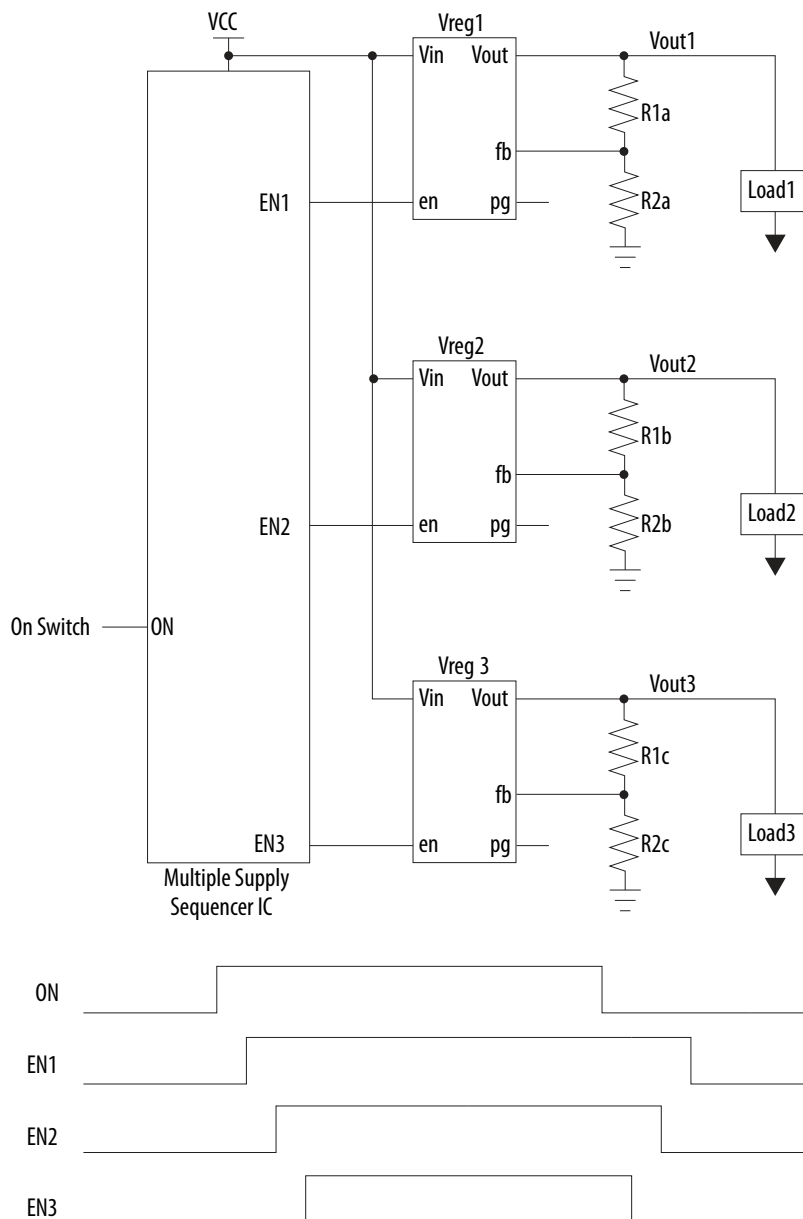 VCC
Vreg1
Vin Vout
Vout1
R1a
fb
Load1
EN1
en pg
R2a
Vreg2
Vin Vout
Vout2
R1b
fb
Load2
EN2
en pg
R2b
On Switch
ON
Vreg 3
Vin Vout
Vout3
R1c
fb
Load3
EN3
en pg
R2c
Multiple Supply
Sequencer IC
ON
EN1
EN2
EN3